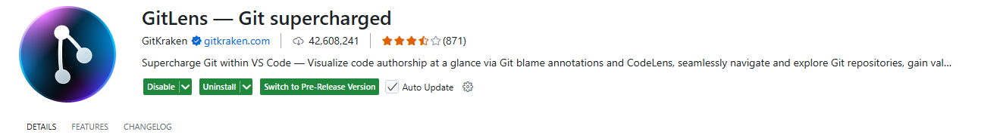 GitLens — Git supercharged
GitKraken gitkraken.com 42,608,241 (871)
Supercharge Git within VS Code — Visualize code authorship at a glance via Git blame annotations and CodeLens, seamlessly navigate and explore Git repositories, gain val...
Disable Uninstall Switch to Pre-Release Version Auto Update
DETAILS FEATURES CHANGELOG